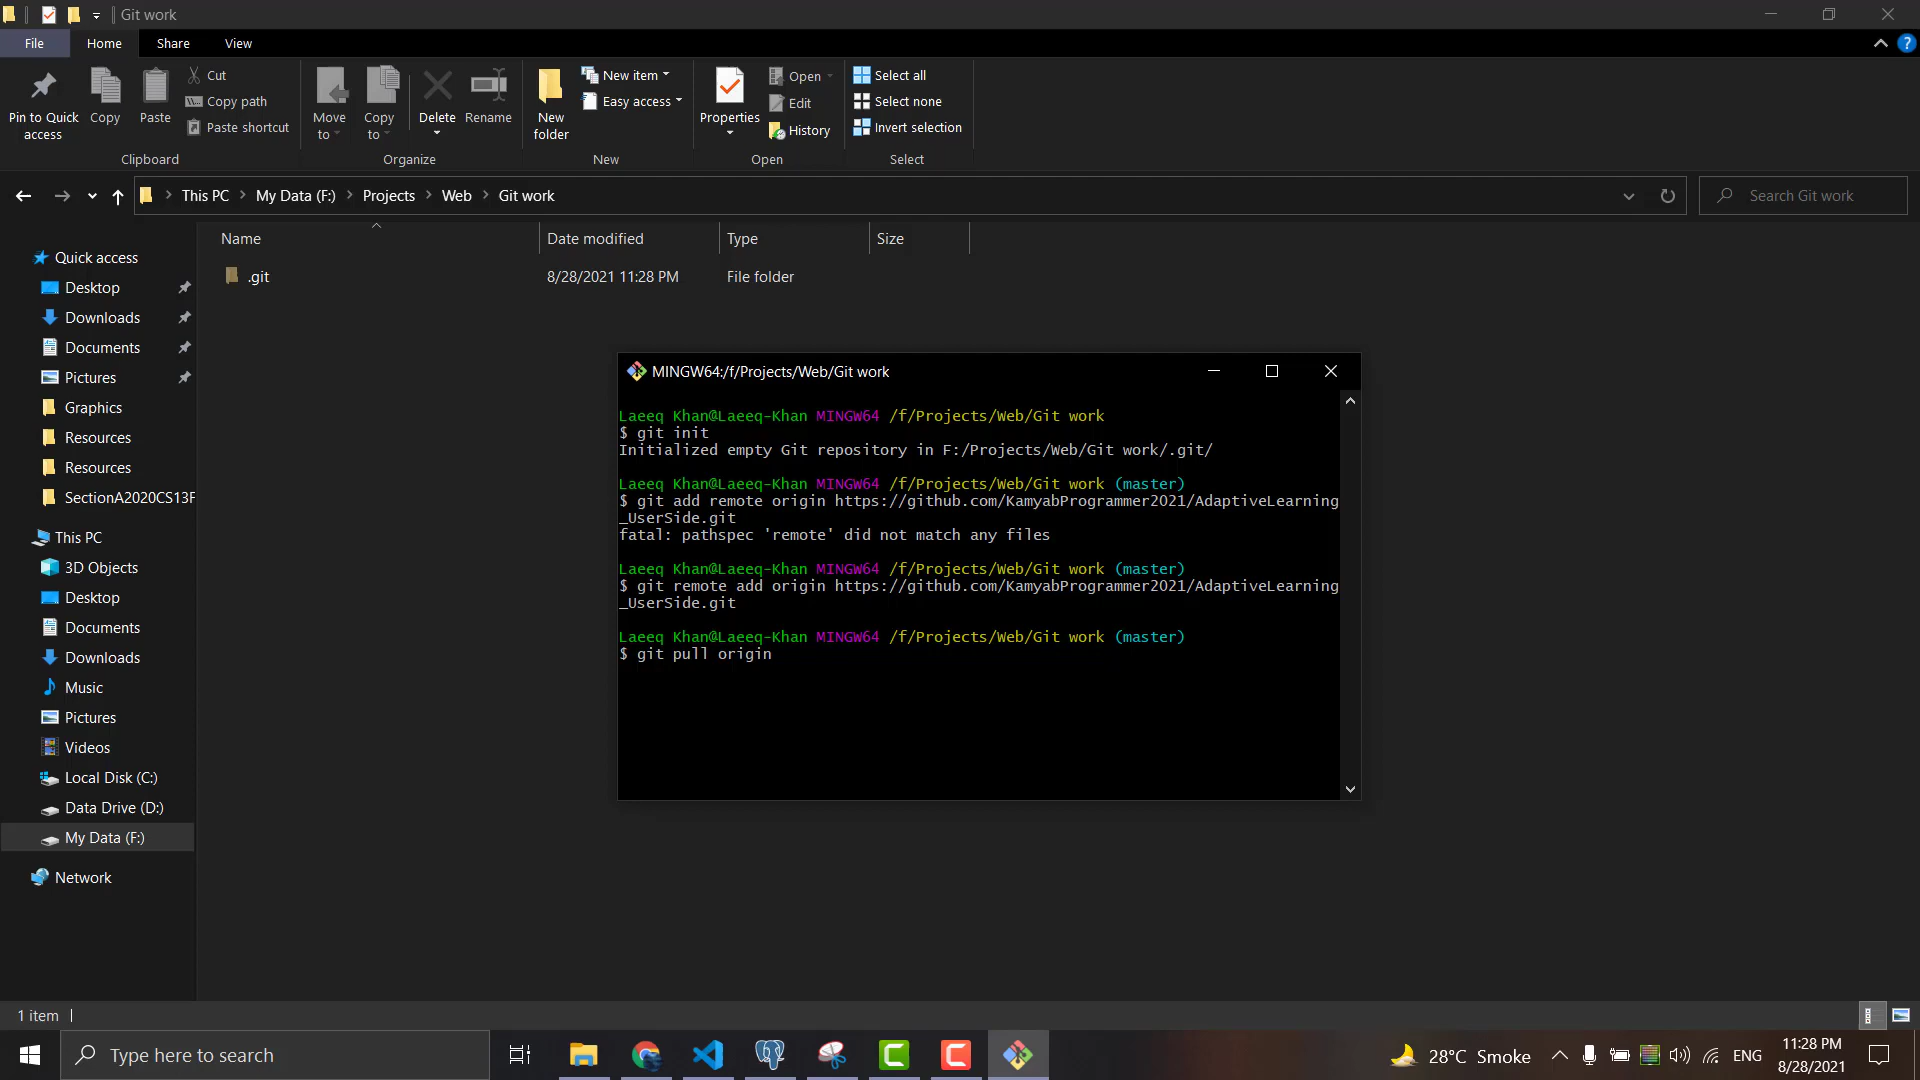 Git work
File
Home
Share
View
Pin to Quick access
Copy
Paste
Cut
Copy path
Paste shortcut
Clipboard
Move to
Copy to
Delete
Rename
Organize
New folder
New item
Easy access
New
Properties
Open
Edit
History
Open
Select all
Select none
Invert selection
Select
This PC
My Data (F:)
Projects
Web
Git work
Search Git work
Name
Date modified
Type
Size
.git
8/28/2021 11:28 PM
File folder
Quick access
Desktop
Downloads
Documents
Pictures
Graphics
Resources
Resources
SectionA2020CS13F
This PC
3D Objects
Desktop
Documents
Downloads
Music
Pictures
Videos
Local Disk (C:)
Data Drive (D:)
My Data (F:)
Network
MINGW64:/f/Projects/Web/Git work
Laeeq Khan@Laeeq-Khan MINGW64 /f/Projects/Web/Git work
$ git init
Initialized empty Git repository in F:/Projects/Web/Git work/.git/
Laeeq Khan@Laeeq-Khan MINGW64 /f/Projects/Web/Git work (master)
$ git add remote origin https://github.com/KamyabProgrammer2021/AdaptiveLearning
_UserSide.git
fatal: pathspec 'remote' did not match any files
Laeeq Khan@Laeeq-Khan MINGW64 /f/Projects/Web/Git work (master)
$ git remote add origin https://github.com/KamyabProgrammer2021/AdaptiveLearning
_UserSide.git
Laeeq Khan@Laeeq-Khan MINGW64 /f/Projects/Web/Git work (master)
$ git pull origin
1 item
Type here to search
28°C Smoke
ENG
11:28 PM
8/28/2021